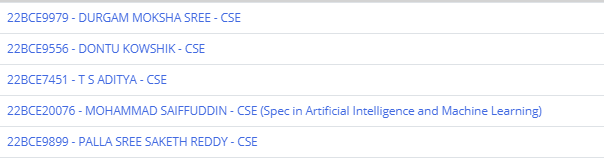 22BCE9979 - DURGAM MOKSHA SREE - CSE
22BCE9556 - DONTU KOWSHIK - CSE
22BCE7451 - T S ADITYA - CSE
22BCE20076 - MOHAMMAD SAIFFUDDIN - CSE (Spec in Artificial Intelligence and Machine Learning)
22BCE9899 - PALLA SREE SAKETH REDDY - CSE